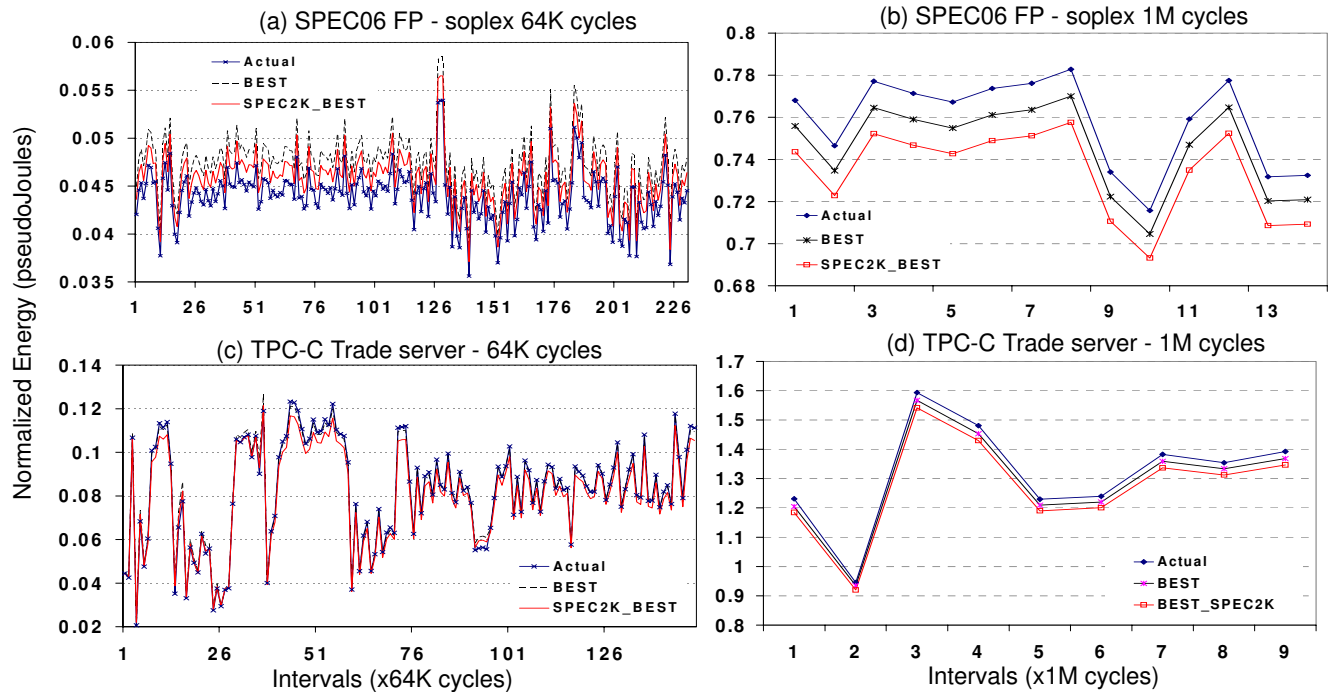 (a) SPEC06 FP - soplex 64K cycles
0.06
0.055
0.05
0.045
0.04
0.035
Actual
BEST
SPEC2K_BEST
1 26 51 76 101 126 151 176 201 226
(b) SPEC06 FP - soplex 1M cycles
0.8
0.78
0.76
0.74
0.72
0.7
0.68
Actual
BEST
SPEC2K_BEST
1 3 5 7 9 11 13
Normalized Energy (pseudoJoules)
(c) TPC-C Trade server - 64K cycles
0.14
0.12
0.1
0.08
0.06
0.04
0.02
Actual
BEST
SPEC2K_BEST
1 26 51 76 101 126
Intervals (x64K cycles)
(d) TPC-C Trade server - 1M cycles
1.7
1.6
1.5
1.4
1.3
1.2
1.1
1
0.9
0.8
Actual
BEST
BEST_SPEC2K
1 2 3 4 5 6 7 8 9
Intervals (x1M cycles)